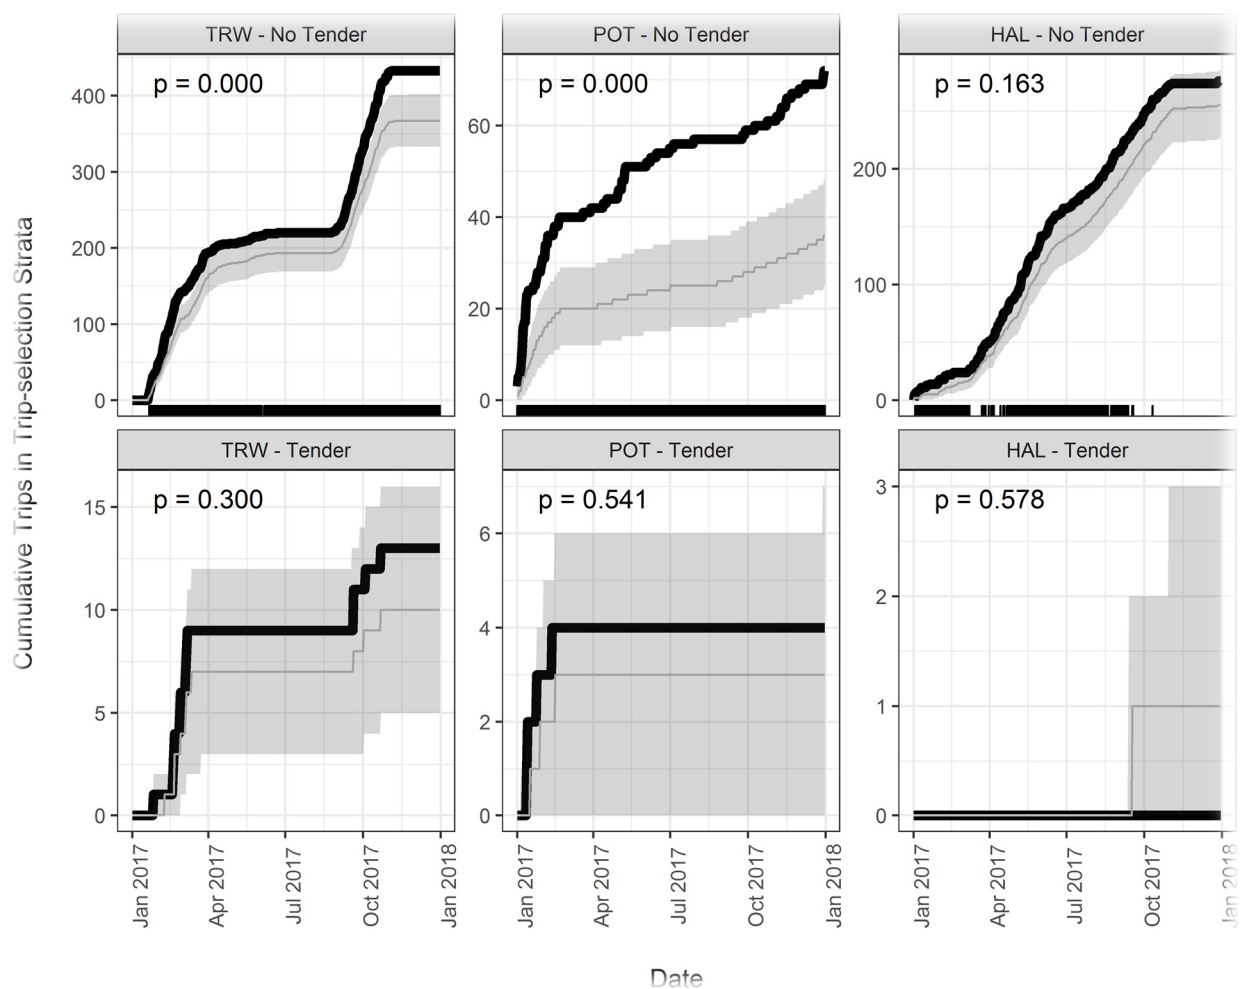 TRW - No Tender
POT - No Tender
HAL - No Tender
p = 0.000
p = 0.000
p = 0.163
400
300
200
100
0
60
40
20
0
200
100
0
TRW - Tender
POT - Tender
HAL - Tender
p = 0.300
p = 0.541
p = 0.578
15
10
5
0
6
4
2
0
3
2
1
0
Cumulative Trips in Trip-selection Strata
Jan 2017
Apr 2017
Jul 2017
Oct 2017
Jan 2018
Jan 2017
Apr 2017
Jul 2017
Oct 2017
Jan 2018
Jan 2017
Apr 2017
Jul 2017
Oct 2017
Jan 2018
Date